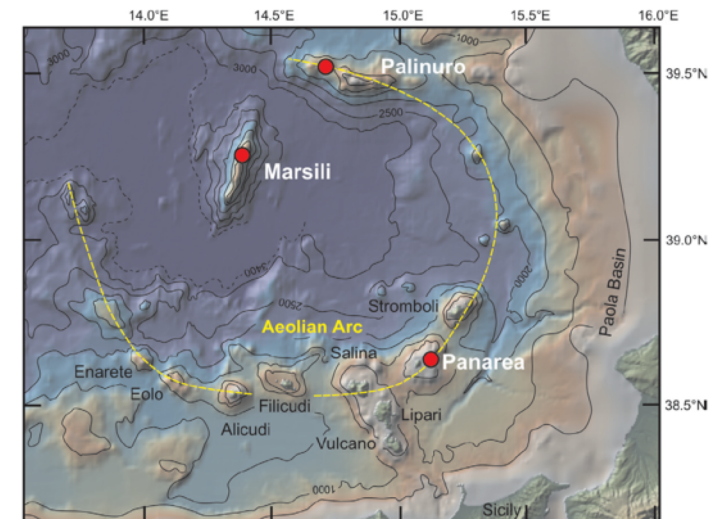 14.0°E 14.5°E 15.0°E 15.5°E 16.0°E
3000
1000
3000
Palinuro
39.5°N
2500
Marsili
39.0°N
3400
2000
2500
Stromboli
Paola Basin
Aeolian Arc
Salina
Panarea
Enarete
Eolo
Filicudi
38.5°N
Lipari
Alicudi
Vulcano
1000
Sicily